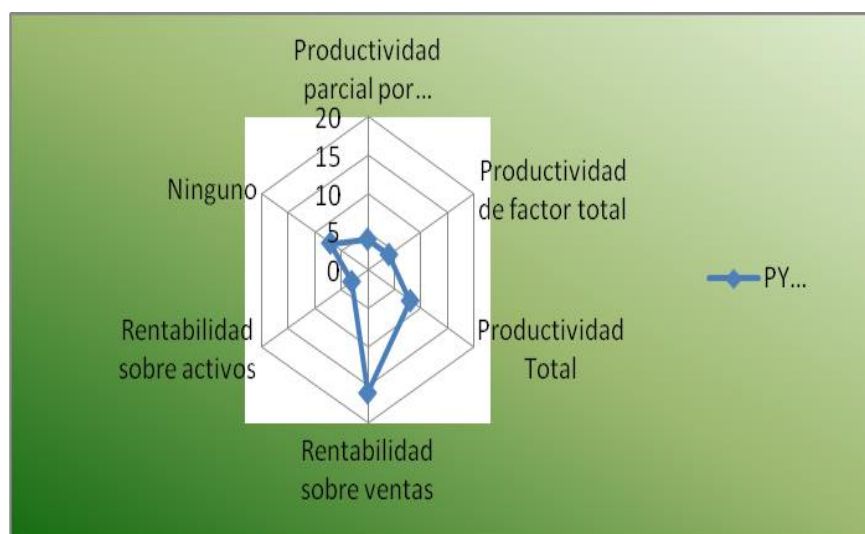 Productividad
parcial por...
20
15
10
5
0
Productividad
de factor total
Productividad
Total
Rentabilidad
sobre ventas
Rentabilidad
sobre activos
Ninguno
PY...